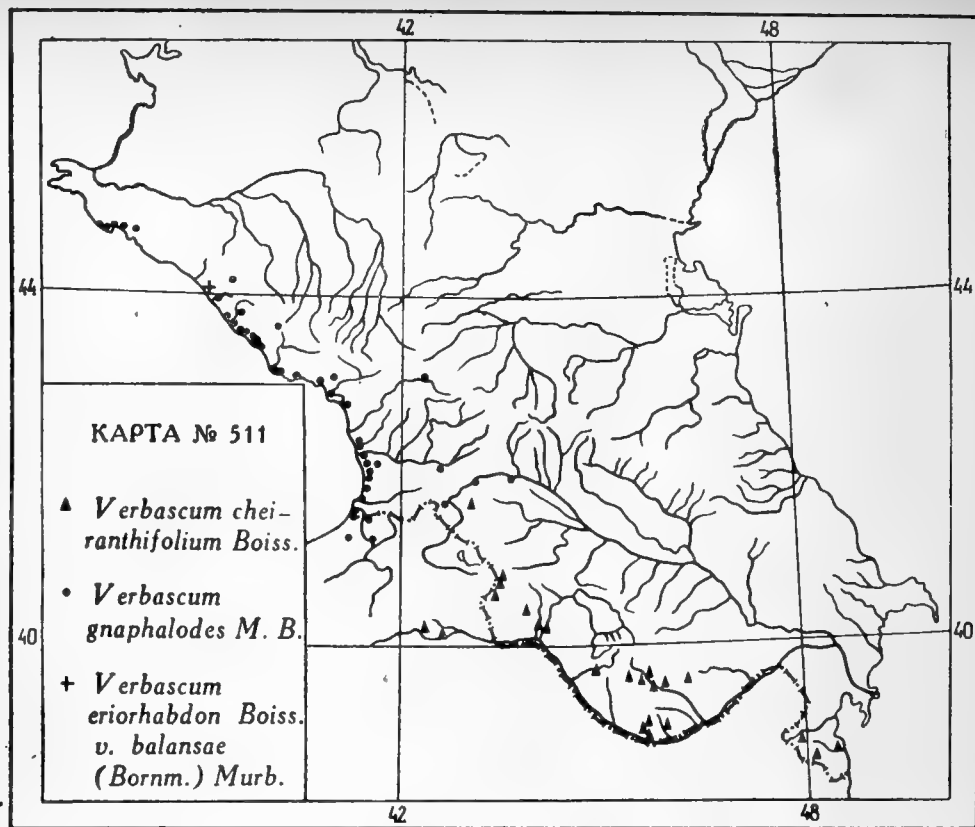 42
48
44
44
КАРТА № 511
Verbascum chei-
ranthifolium Boiss.
Verbascum
gnaphalodes M. B.
Verbascum
eriorhabdon Boiss.
v. balansae
(Bornm.) Murb.
40
40
42
48